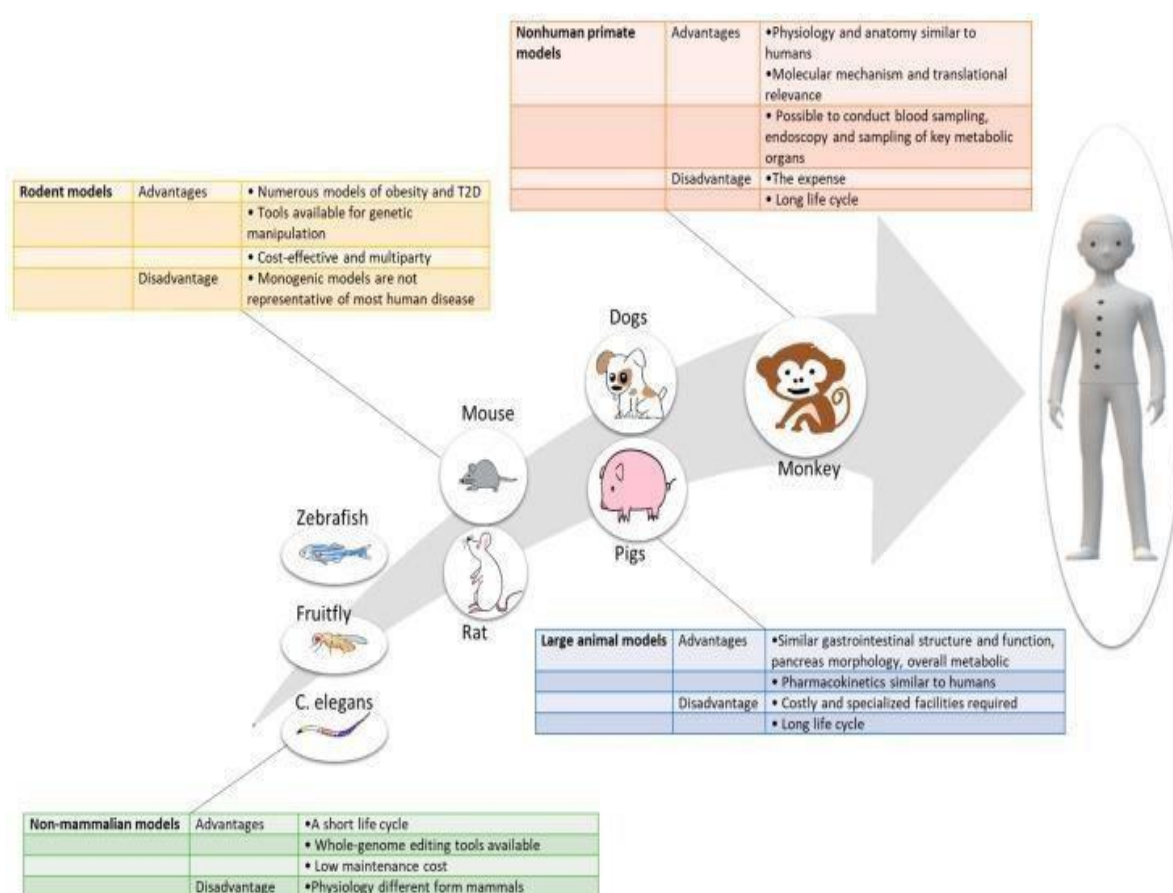 Nonhuman primate models
Advantages
•Physiology and anatomy similar to
humans
•Molecular mechanism and translational
relevance
• Possible to conduct blood sampling,
endoscopy and sampling of key metabolic
organs
Disadvantage
•The expense
• Long life cycle
Rodent models
Advantages
• Numerous models of obesity and T2D
• Tools available for genetic
manipulation
• Cost-effective and multiparty
Disadvantage
• Monogenic models are not
representative of most human disease
Dogs
Mouse
Monkey
Zebrafish
Pigs
Fruitfly
Rat
C. elegans
Large animal models
Advantages
•Similar gastrointestinal structure and function,
pancreas morphology, overall metabolic
• Pharmacokinetics similar to humans
Disadvantage
• Costly and specialized facilities required
• Long life cycle
Non-mammalian models
Advantages
•A short life cycle
• Whole-genome editing tools available
• Low maintenance cost
Disadvantage
•Physiology different form mammals